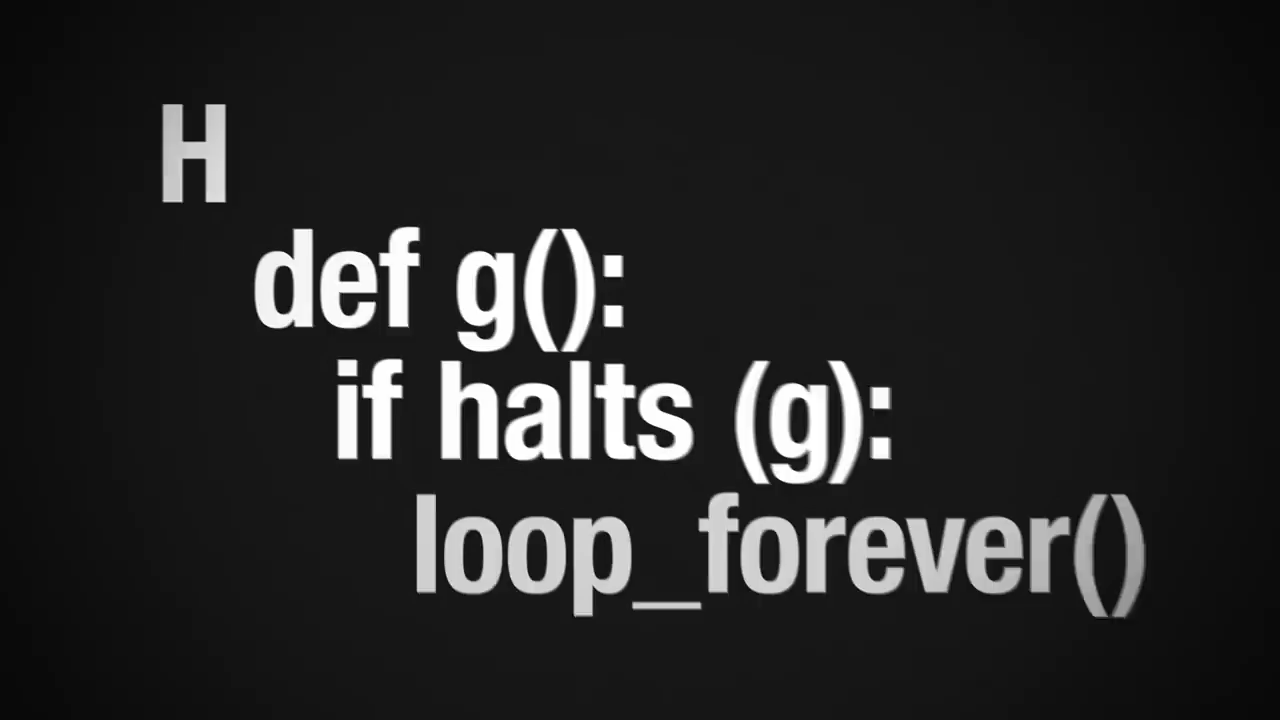 H
def g():
if halts (g):
loop_forever()